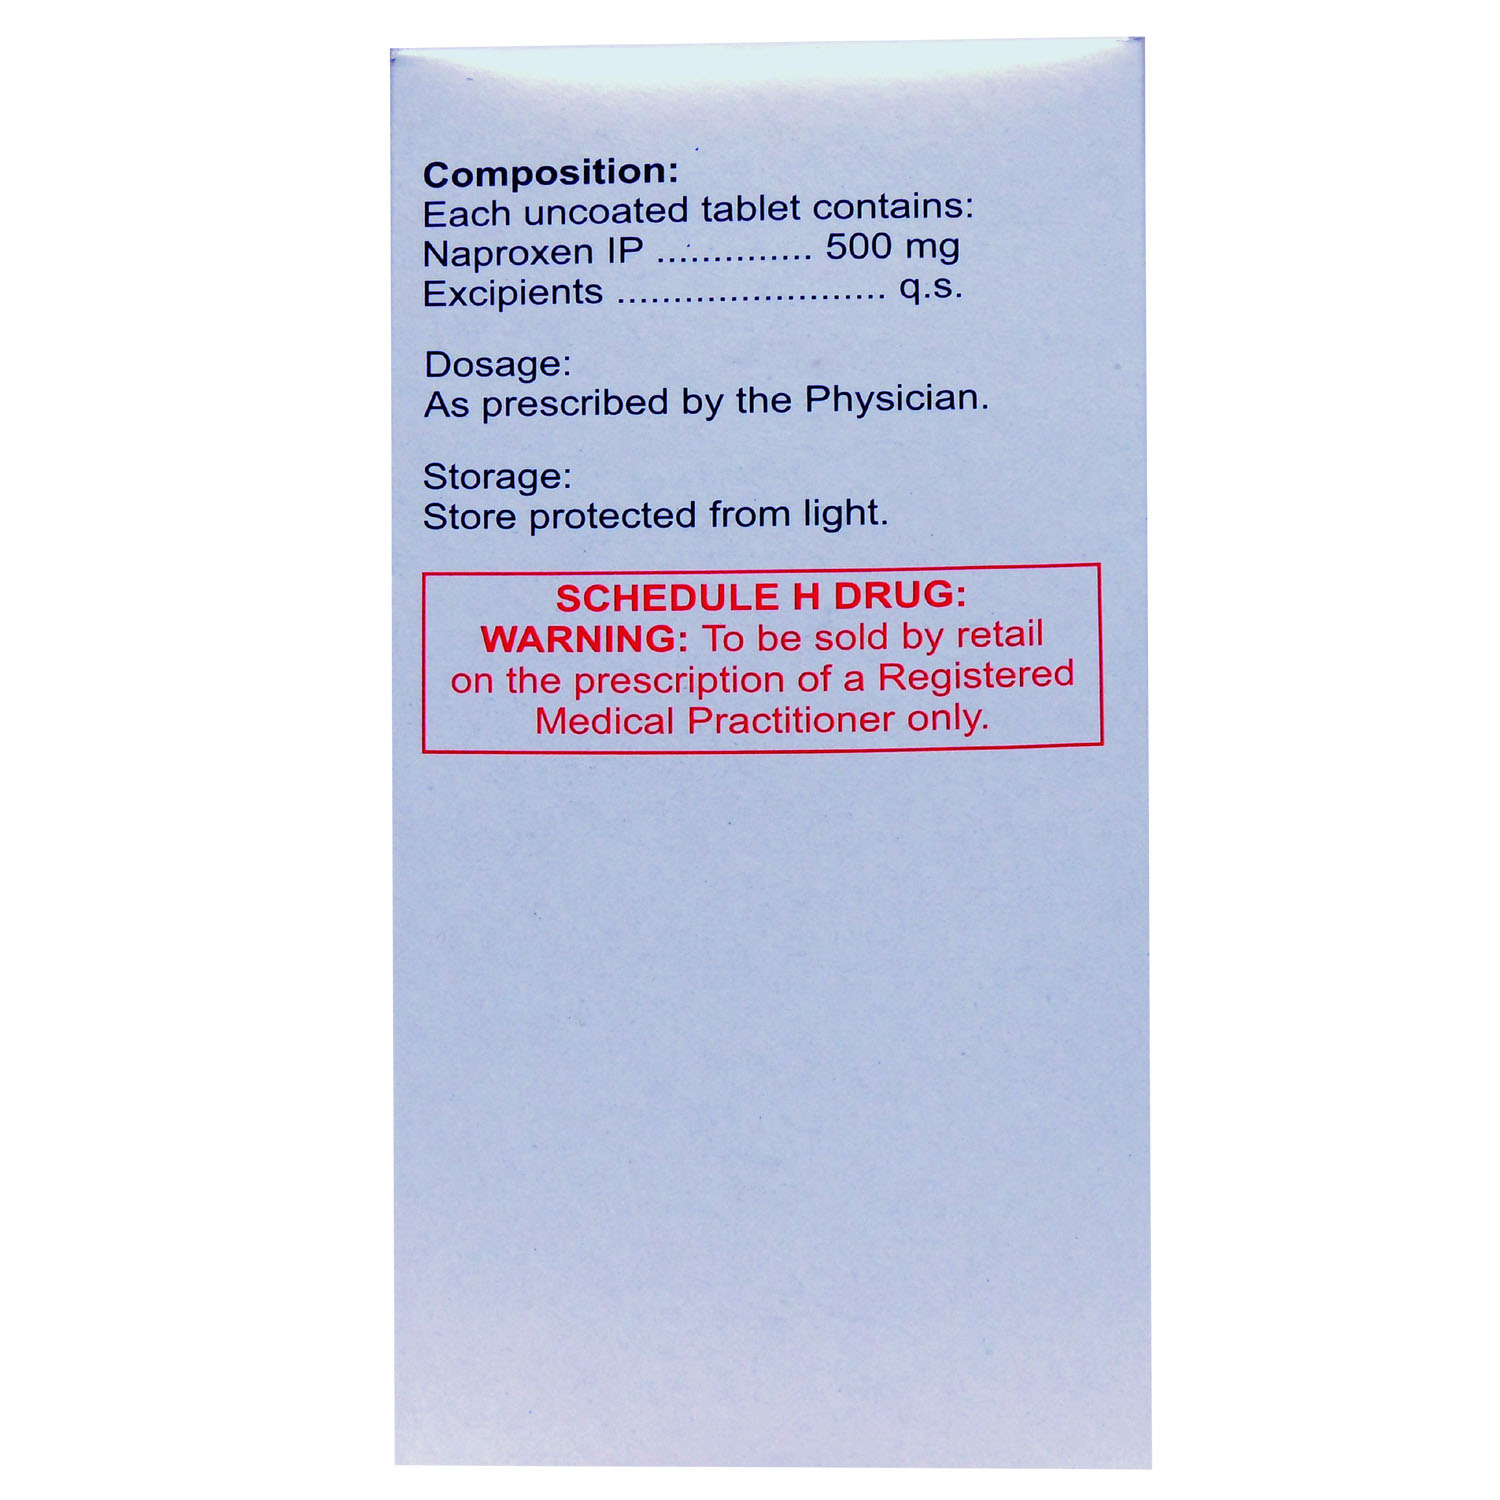 Composition:
Each uncoated tablet contains:
Naproxen IP .............. 500 mg
Excipients ........................ q.s.
Dosage:
As prescribed by the Physician.
Storage:
Store protected from light.
SCHEDULE H DRUG:
WARNING: To be sold by retail
on the prescription of a Registered
Medical Practitioner only.